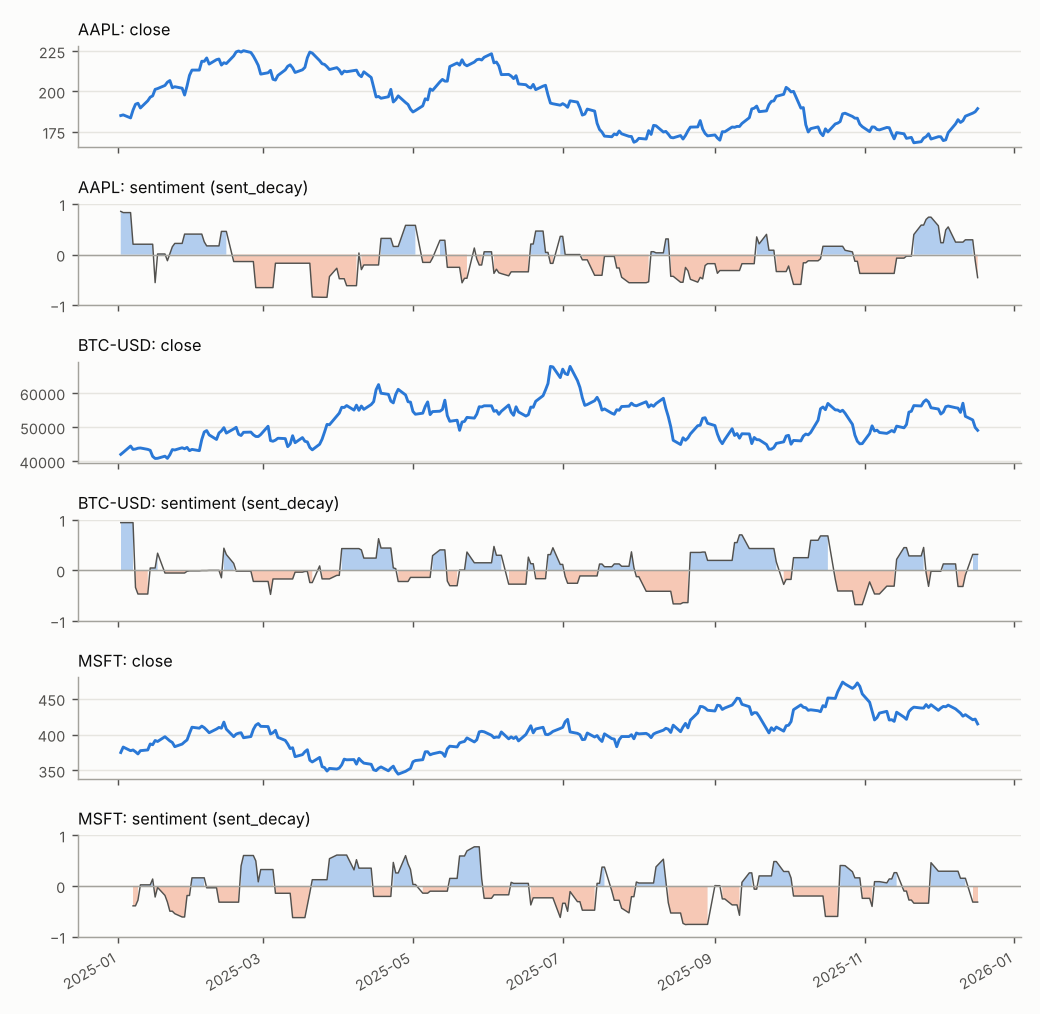 AAPL: close
225
200
175
AAPL: sentiment (sent_decay)
1
0
−1
BTC-USD: close
60000
50000
40000
BTC-USD: sentiment (sent_decay)
1
0
−1
MSFT: close
450
400
350
MSFT: sentiment (sent_decay)
1
0
−1
2025-01 2025-03 2025-05 2025-07 2025-09 2025-11 2026-01